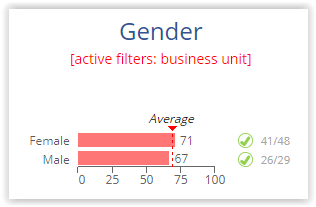 Gender
[active filters: business unit]
Average
Female 71 41/48
Male 67 26/29
0 25 50 75 100